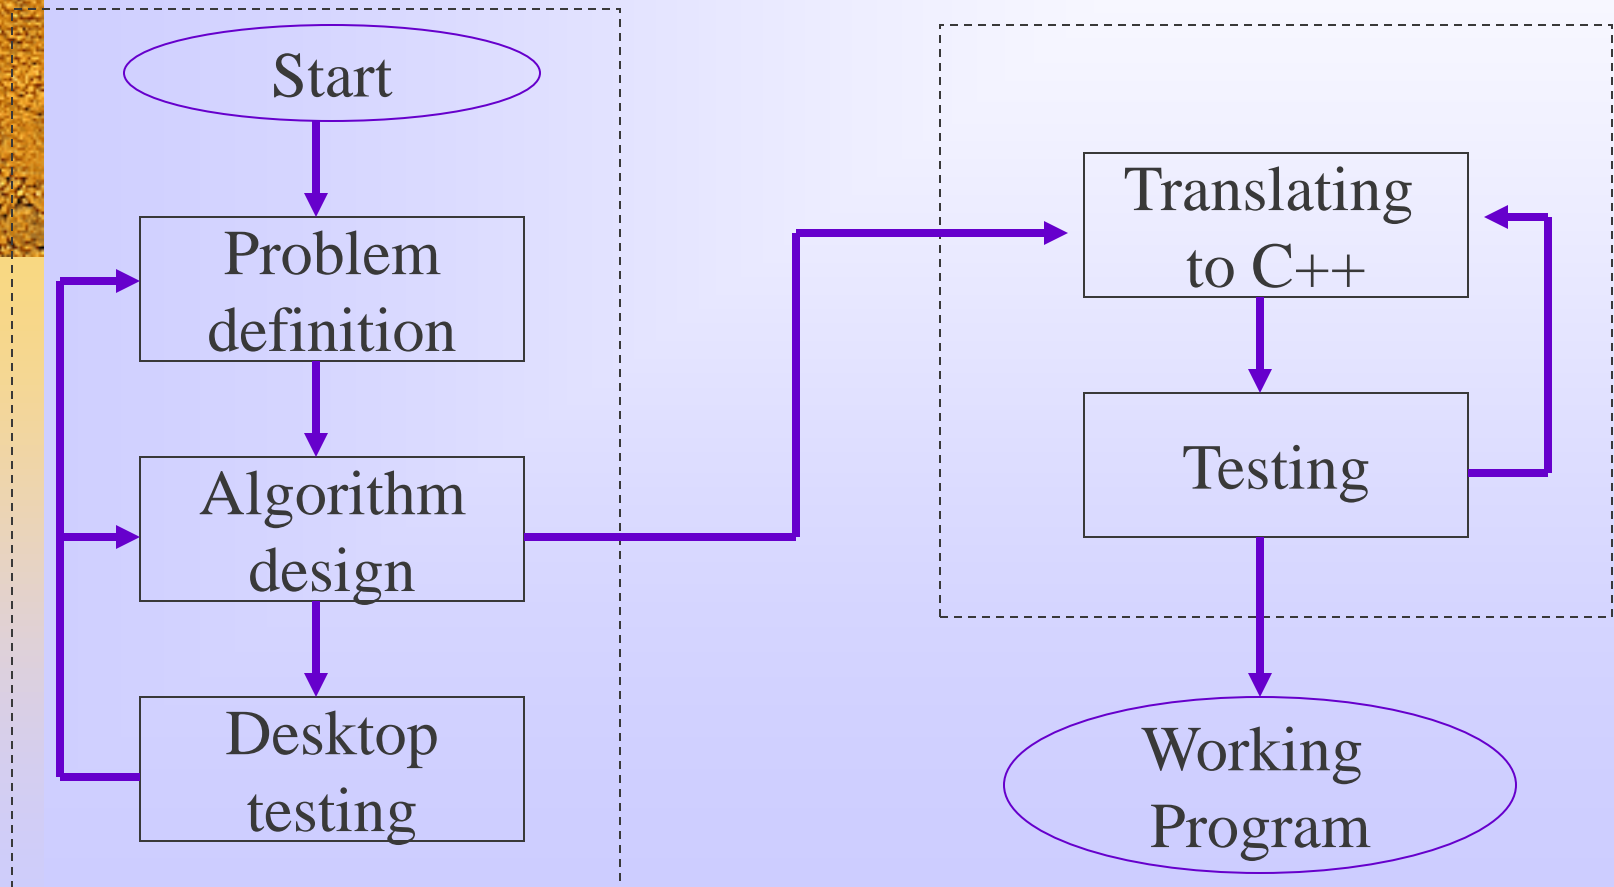 Start
Problem
definition
Algorithm
design
Desktop
testing
Translating
to C++
Testing
Working
Program